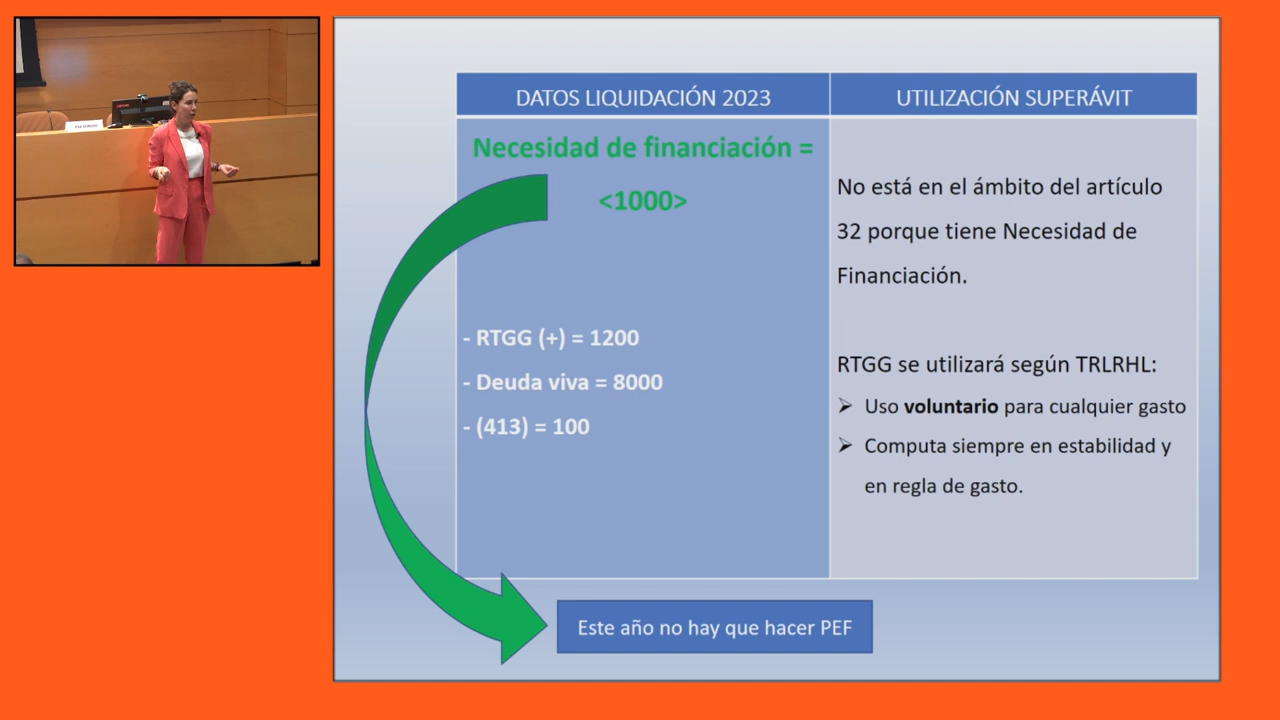 DATOS LIQUIDACIÓN 2023
UTILIZACIÓN SUPERÁVIT
Necesidad de financiación =
<1000>
- RTGG (+) = 1200
- Deuda viva = 8000
- (413) = 100
No está en el ámbito del artículo
32 porque tiene Necesidad de
Financiación.
RTGG se utilizará según TRLRHL:
➢ Uso voluntario para cualquier gasto
➢ Computa siempre en estabilidad y
en regla de gasto.
Este año no hay que hacer PEF